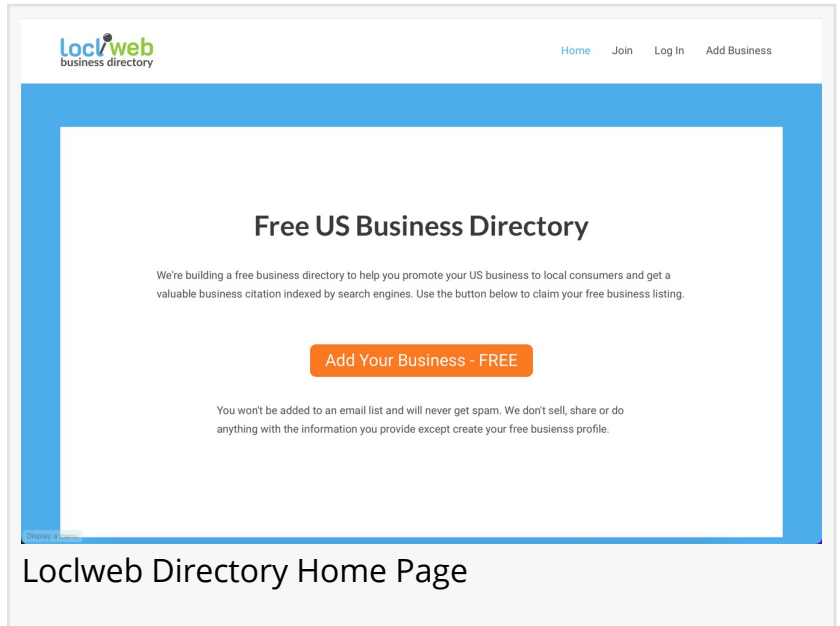 loclweb
business directory
Home Join Log In Add Business
Free US Business Directory
We're building a free business directory to help you promote your US business to local consumers and get a
valuable business citation indexed by search engines. Use the button below to claim your free business listing.
Add Your Business - FREE
You won't be added to an email list and will never get spam. We don't sell, share or do
anything with the information you provide except create your free busienss profile.
Display a menu
Loclweb Directory Home Page